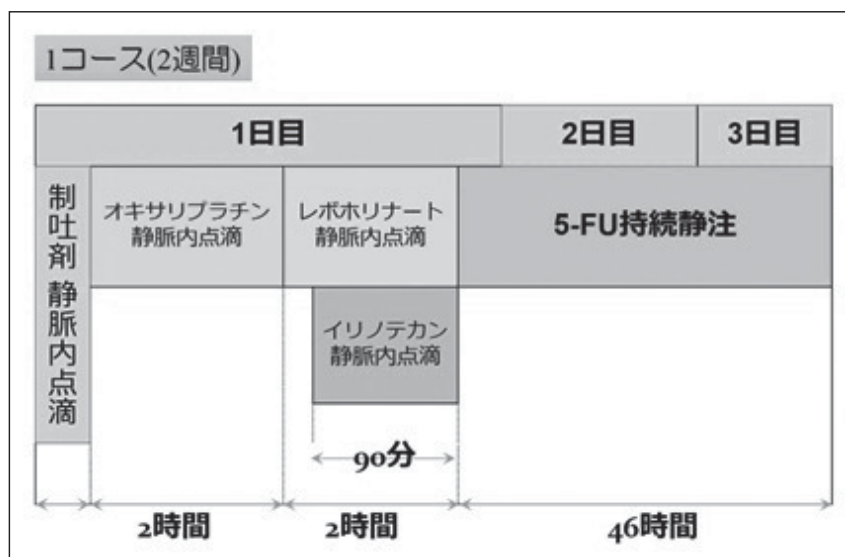 1コース(2週間)
1日目
2日目
3日目
制吐剤 静脈内点滴
オキサリプラチン
静脈内点滴
レボホリナート
静脈内点滴
5-FU持続静注
イリノテカン
静脈内点滴
90分
2時間
2時間
46時間